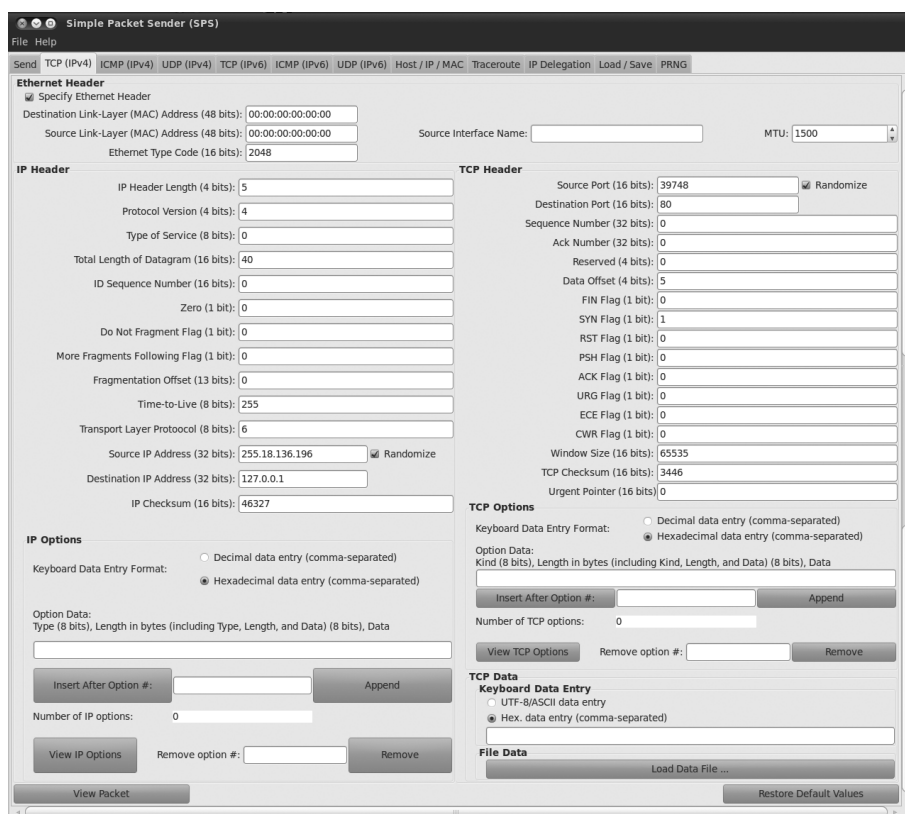 Simple Packet Sender (SPS)
File Help
Send TCP (IPv4) ICMP (IPv4) UDP (IPv4) TCP (IPv6) ICMP (IPv6) UDP (IPv6) Host / IP / MAC Traceroute IP Delegation Load / Save PRNG
Ethernet Header
Specify Ethernet Header
Destination Link-Layer (MAC) Address (48 bits): 00:00:00:00:00:00
Source Link-Layer (MAC) Address (48 bits): 00:00:00:00:00:00 Source Interface Name: MTU: 1500
Ethernet Type Code (16 bits): 2048
IP Header
IP Header Length (4 bits): 5
Protocol Version (4 bits): 4
Type of Service (8 bits): 0
Total Length of Datagram (16 bits): 40
ID Sequence Number (16 bits): 0
Zero (1 bit): 0
Do Not Fragment Flag (1 bit): 0
More Fragments Following Flag (1 bit): 0
Fragmentation Offset (13 bits): 0
Time-to-Live (8 bits): 255
Transport Layer Protoocol (8 bits): 6
Source IP Address (32 bits): 255.18.136.196 Randomize
Destination IP Address (32 bits): 127.0.0.1
IP Checksum (16 bits): 46327
IP Options
Keyboard Data Entry Format:
Decimal data entry (comma-separated)
Hexadecimal data entry (comma-separated)
Option Data:
Type (8 bits), Length in bytes (including Type, Length, and Data) (8 bits), Data
Insert After Option #: Append
Number of IP options: 0
View IP Options Remove option #: Remove
TCP Header
Source Port (16 bits): 39748 Randomize
Destination Port (16 bits): 80
Sequence Number (32 bits): 0
Ack Number (32 bits): 0
Reserved (4 bits): 0
Data Offset (4 bits): 5
FIN Flag (1 bit): 0
SYN Flag (1 bit): 1
RST Flag (1 bit): 0
PSH Flag (1 bit): 0
ACK Flag (1 bit): 0
URG Flag (1 bit): 0
ECE Flag (1 bit): 0
CWR Flag (1 bit): 0
Window Size (16 bits): 65535
TCP Checksum (16 bits): 3446
Urgent Pointer (16 bits) 0
TCP Options
Keyboard Data Entry Format:
Decimal data entry (comma-separated)
Hexadecimal data entry (comma-separated)
Option Data:
Kind (8 bits), Length in bytes (including Kind, Length, and Data) (8 bits), Data
Insert After Option #: Append
Number of TCP options: 0
View TCP Options Remove option #: Remove
TCP Data
Keyboard Data Entry
UTF-8/ASCII data entry
Hex. data entry (comma-separated)
File Data
Load Data File ...
View Packet Restore Default Values